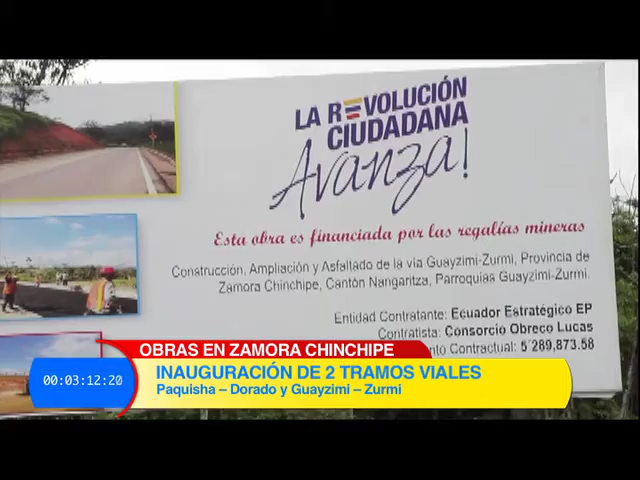 LA REVOLUCIÓN
CIUDADANA
Avanza!
Esta obra es financiada por las regalías mineras
Construcción, Ampliación y Asfaltado de la vía Guayzimi-Zurmi, Provincia de
Zamora Chinchipe, Cantón Nangaritza, Parroquias Guayzimi-Zurmi.
Entidad Contratante: Ecuador Estratégico EP
Contratista: Consorcio Obreco Lucas
Contractual: 5´289,873.58
OBRAS EN ZAMORA CHINCHIPE
00:03:12:20
INAUGURACIÓN DE 2 TRAMOS VIALES
Paquisha – Dorado y Guayzimi – Zurmi